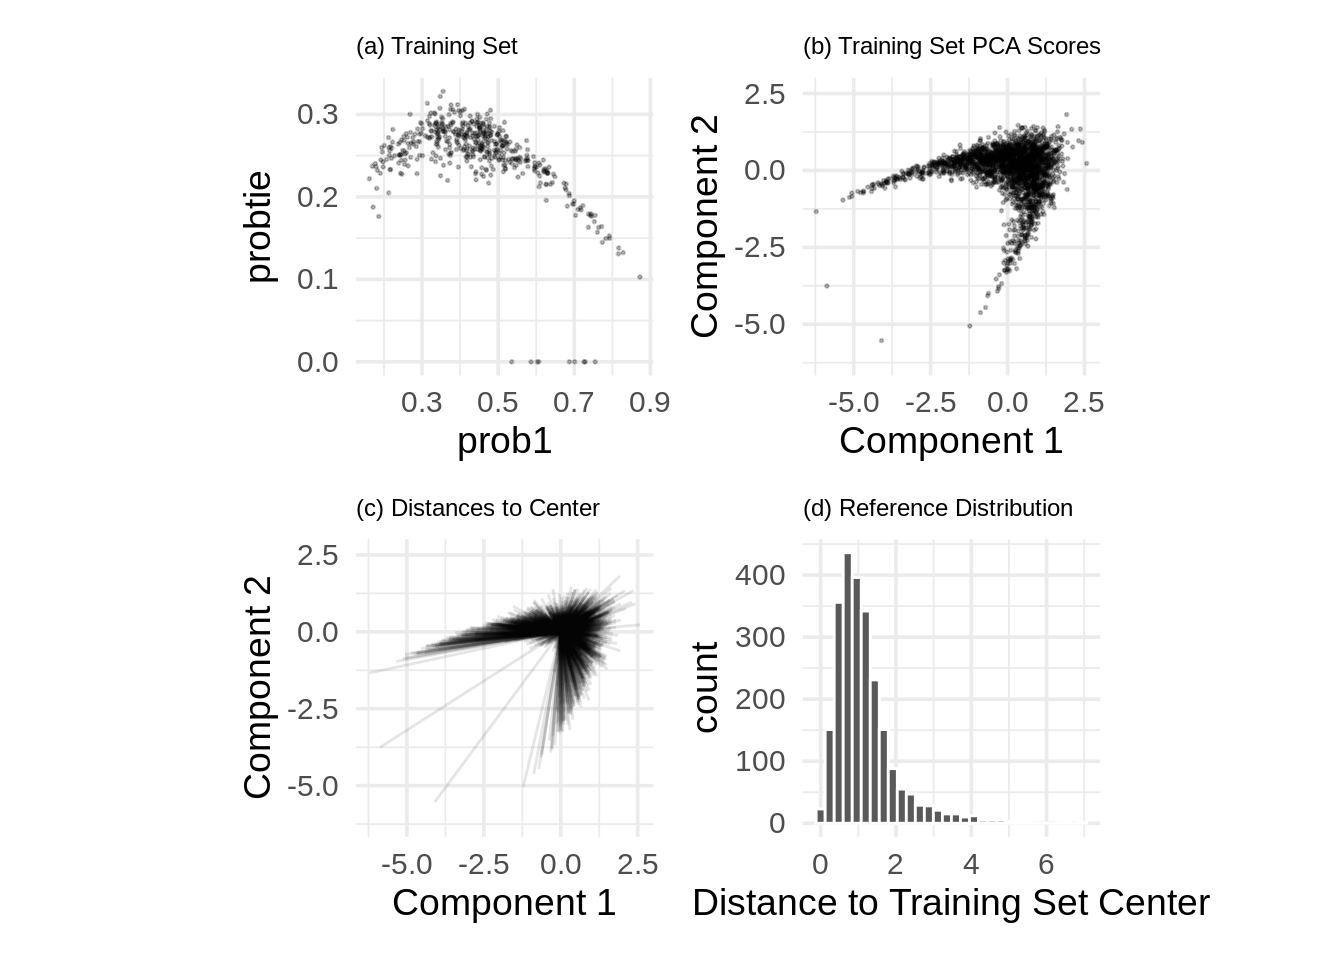 (a) Training Set
probtie
0.3
0.2
0.1
0.0
0.3 0.5 0.7 0.9
prob1
(b) Training Set PCA Scores
Component 2
2.5
0.0
-2.5
-5.0
-5.0 -2.5 0.0 2.5
Component 1
(c) Distances to Center
Component 2
2.5
0.0
-2.5
-5.0
-5.0 -2.5 0.0 2.5
Component 1
(d) Reference Distribution
count
400
300
200
100
0
0 2 4 6
Distance to Training Set Center